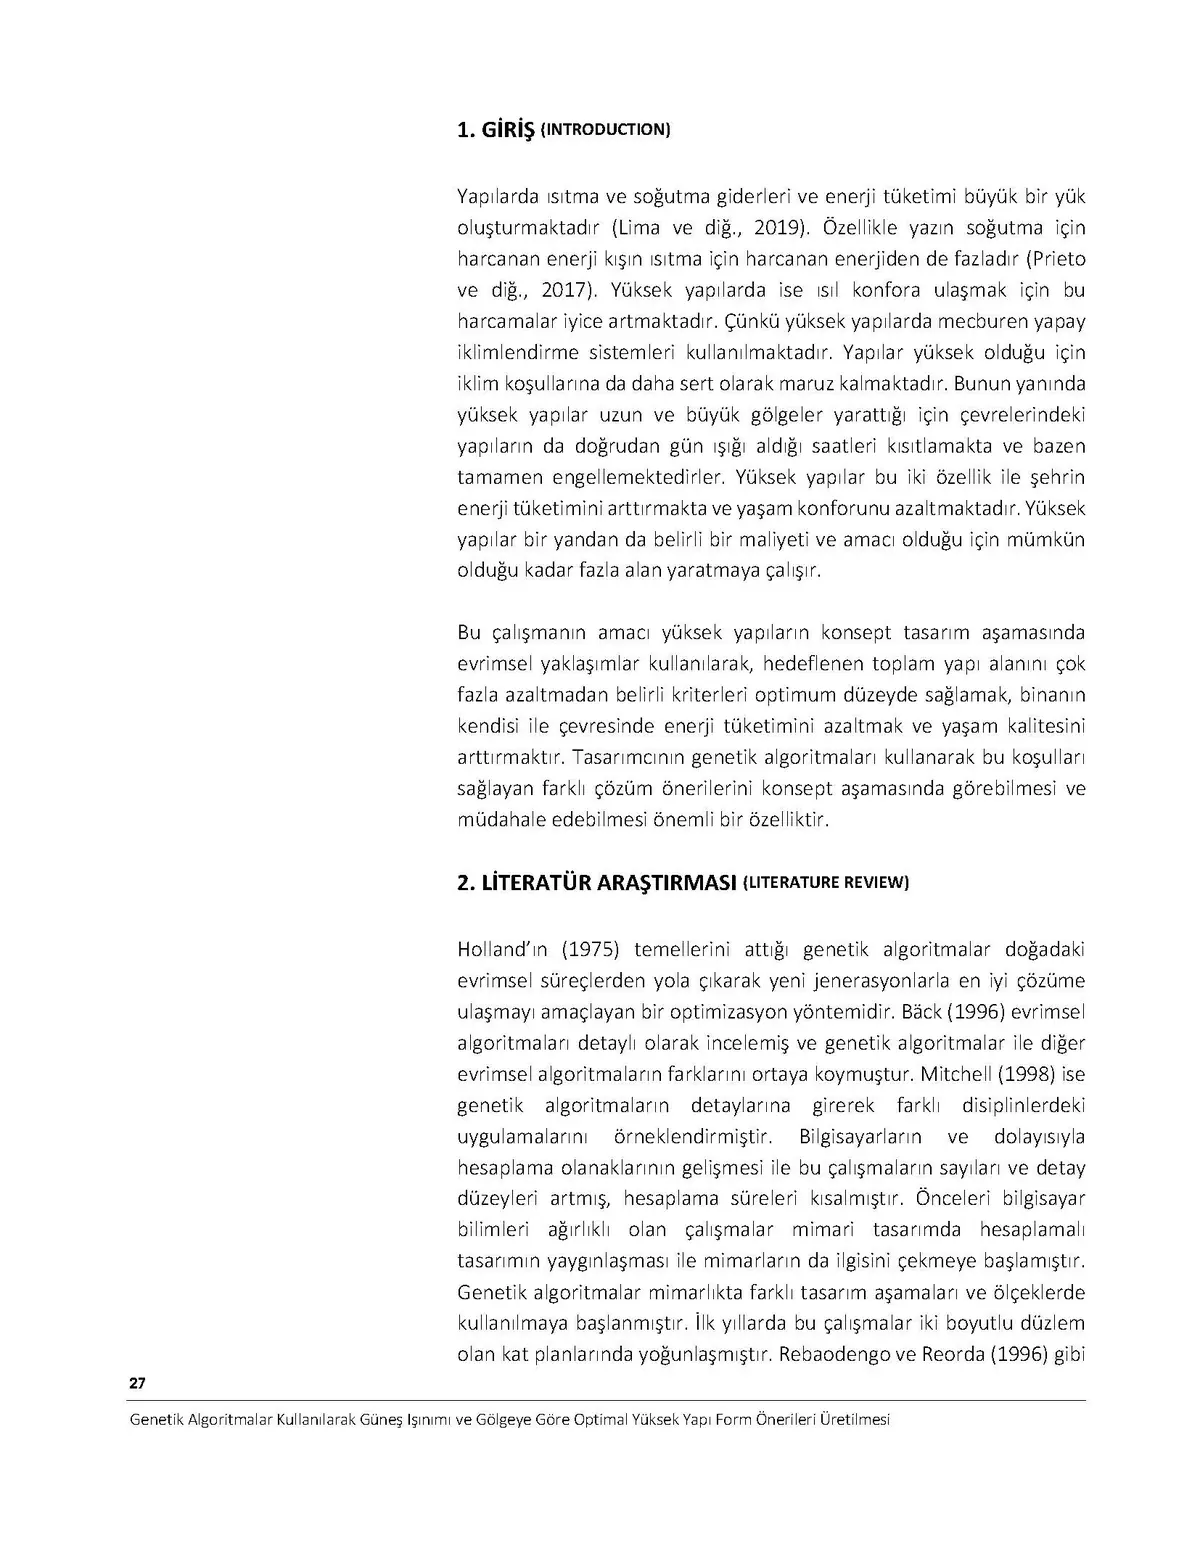 1. GİRİŞ (INTRODUCTION)
Yapılarda ısıtma ve soğutma giderleri ve enerji tüketimi büyük bir yük
oluşturmaktadır (Lima ve diğ., 2019). Özellikle yazın soğutma için
harcanan enerji kışın ısıtma için harcanan enerjiden de fazladır (Prieto
ve diğ., 2017). Yüksek yapılarda ise ısıl konfora ulaşmak için bu
harcamalar iyice artmaktadır. Çünkü yüksek yapılarda mecburen yapay
iklimlendirme sistemleri kullanılmaktadır. Yapılar yüksek olduğu için
iklim koşullarına da daha sert olarak maruz kalmaktadır. Bunun yanında
yüksek yapılar uzun ve büyük gölgeler yarattığı için çevrelerindeki
yapıların da doğrudan gün ışığı aldığı saatleri kısıtlamakta ve bazen
tamamen engellemektedirler. Yüksek yapılar bu iki özellik ile şehrin
enerji tüketimini arttırmakta ve yaşam konforunu azaltmaktadır. Yüksek
yapılar bir yandan da belirli bir maliyeti ve amacı olduğu için mümkün
olduğu kadar fazla alan yaratmaya çalışır.
Bu çalışmanın amacı yüksek yapıların konsept tasarım aşamasında
evrimsel yaklaşımlar kullanılarak, hedeflenen toplam yapı alanını çok
fazla azaltmadan belirli kriterleri optimum düzeyde sağlamak, binanın
kendisi ile çevresinde enerji tüketimini azaltmak ve yaşam kalitesini
arttırmaktır. Tasarımcının genetik algoritmaları kullanarak bu koşulları
sağlayan farklı çözüm önerilerini konsept aşamasında görebilmesi ve
müdahale edebilmesi önemli bir özelliktir.
2. LİTERATÜR ARAŞTIRMASI (LITERATURE REVIEW)
Holland’ın (1975) temellerini attığı genetik algoritmalar doğadaki
evrimsel süreçlerden yola çıkarak yeni jenerasyonlarla en iyi çözüme
ulaşmayı amaçlayan bir optimizasyon yöntemidir. Bäck (1996) evrimsel
algoritmaları detaylı olarak incelemiş ve genetik algoritmalar ile diğer
evrimsel algoritmaların farklarını ortaya koymuştur. Mitchell (1998) ise
genetik algoritmaların detaylarına girerek farklı disiplinlerdeki
uygulamalarını örneklendirmiştir. Bilgisayarların ve dolayısıyla
hesaplama olanaklarının gelişmesi ile bu çalışmaların sayıları ve detay
düzeyleri artmış, hesaplama süreleri kısalmıştır. Önceleri bilgisayar
bilimleri ağırlıklı olan çalışmalar mimari tasarımda hesaplamalı
tasarımın yaygınlaşması ile mimarların da ilgisini çekmeye başlamıştır.
Genetik algoritmalar mimarlıkta farklı tasarım aşamaları ve ölçeklerde
kullanılmaya başlanmıştır. İlk yıllarda bu çalışmalar iki boyutlu düzlem
olan kat planlarında yoğunlaşmıştır. Rebaodengo ve Reorda (1996) gibi
27
Genetik Algoritmalar Kullanılarak Güneş Işınımı ve Gölgeye Göre Optimal Yüksek Yapı Form Önerileri Üretilmesi